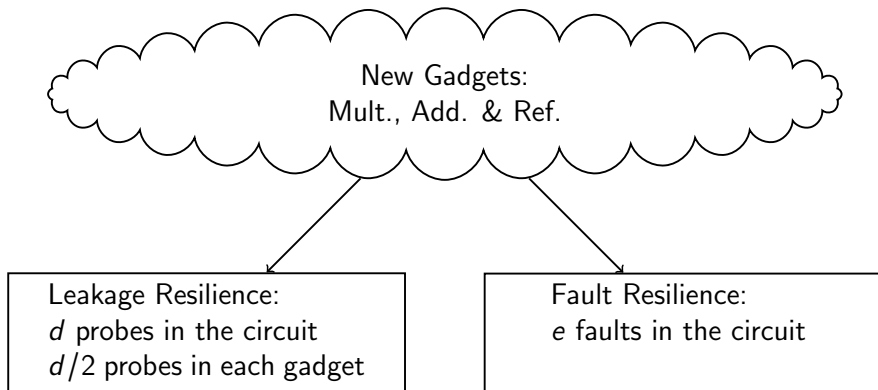 New Gadgets:
Mult., Add. & Ref.
Leakage Resilience:
d probes in the circuit
d/2 probes in each gadget
Fault Resilience:
e faults in the circuit